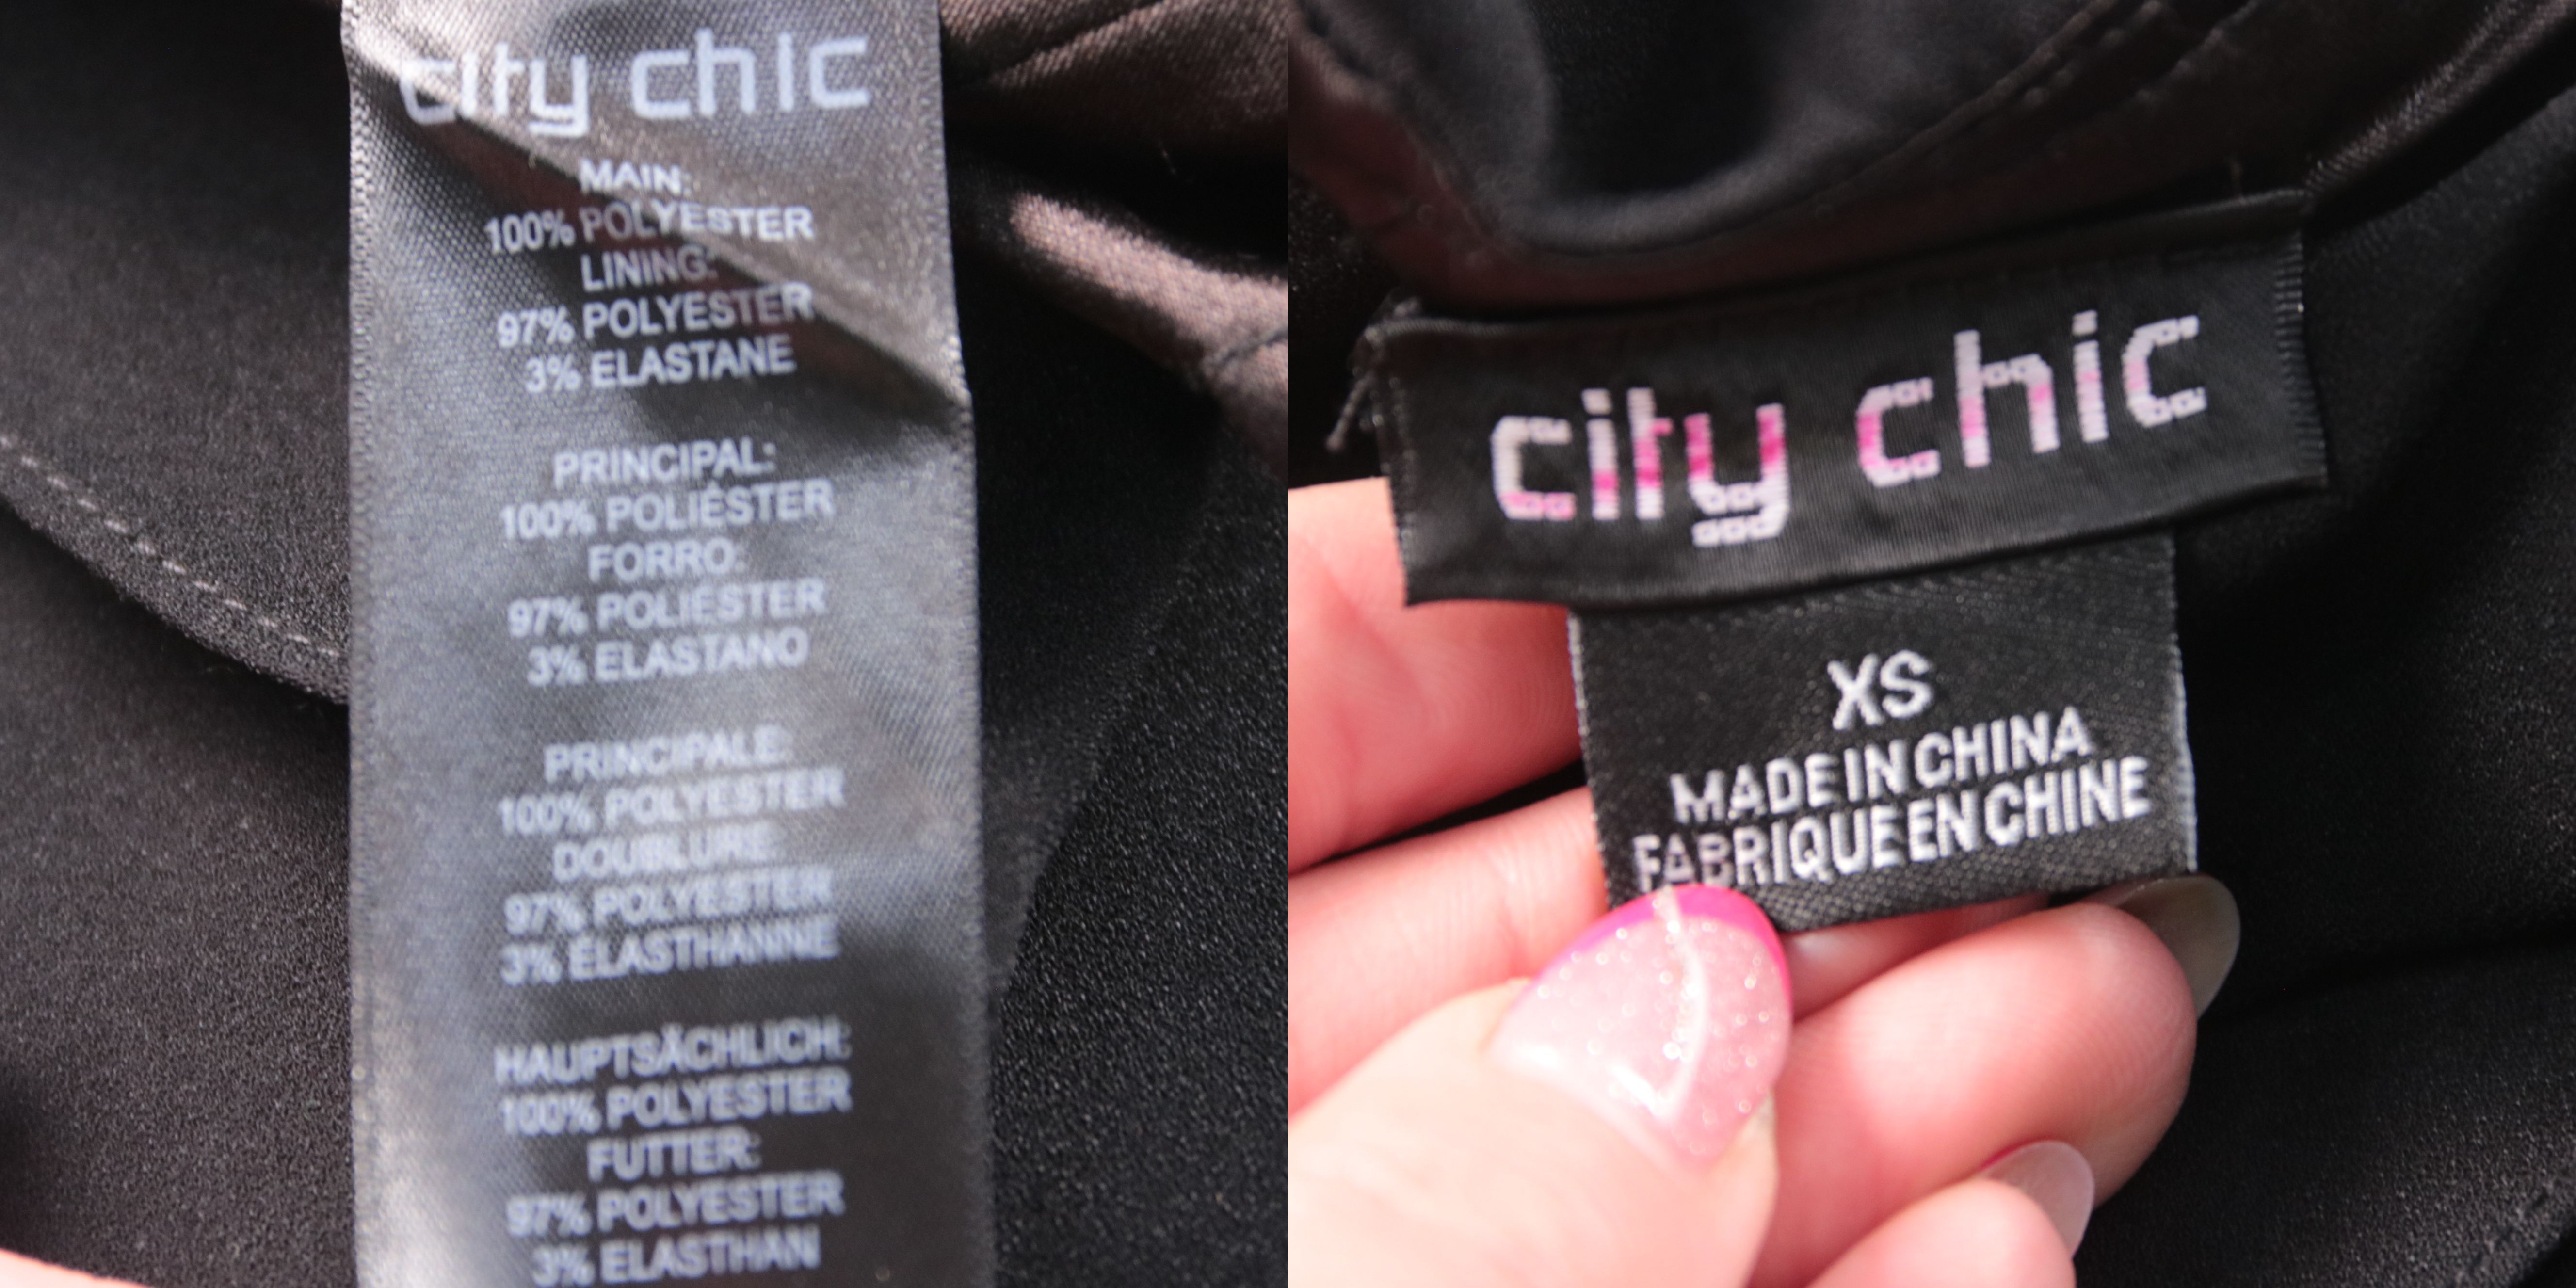 city chic
MAIN:
100% POLYESTER
LINING:
97% POLYESTER
3% ELASTANE
PRINCIPAL:
100% POLIÉSTER
FORRO:
97% POLIÉSTER
3% ELASTANO
PRINCIPALE:
100% POLYESTER
DOUBLURE:
97% POLYESTER
3% ÉLASTHANNE
HAUPTSÄCHLICH:
100% POLYESTER
FUTTER:
97% POLYESTER
3% ELASTHAN
city chic
XS
MADE IN CHINA
FABRIQUE EN CHINE